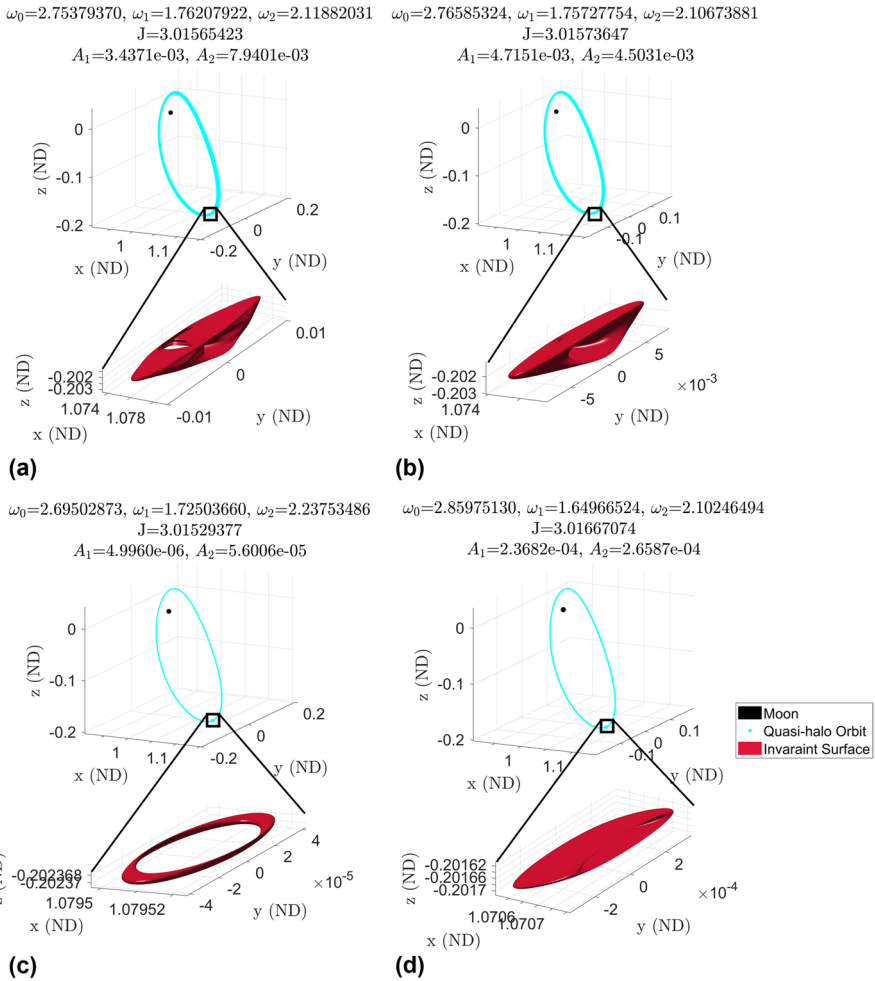 ω₀=2.75379370, ω₁=1.76207922, ω₂=2.11882031
J=3.01565423
A₁=3.4371e-03, A₂=7.9401e-03
0
-0.1
-0.2
z (ND)
1
1.1
x (ND)
-0.2
0
0.2
y (ND)
-0.202
-0.203
z (ND)
1.074
1.078
x (ND)
-0.01
0
0.01
y (ND)
(a)
ω₀=2.76585324, ω₁=1.75727754, ω₂=2.10673881
J=3.01573647
A₁=4.7151e-03, A₂=4.5031e-03
0
-0.1
-0.2
z (ND)
1
1.1
x (ND)
-0.1
0
0.1
y (ND)
-0.202
-0.203
z (ND)
1.074
x (ND)
-5
0
5
×10⁻³
y (ND)
(b)
ω₀=2.69502873, ω₁=1.72503660, ω₂=2.23753486
J=3.01529377
A₁=4.9960e-06, A₂=5.6006e-05
0
-0.1
-0.2
z (ND)
1
1.1
x (ND)
-0.2
0
0.2
y (ND)
-0.202368
-0.20237
z (ND)
1.0795
1.07952
x (ND)
-4
-2
0
2
4
×10⁻⁵
y (ND)
(c)
ω₀=2.85975130, ω₁=1.64966524, ω₂=2.10246494
J=3.01667074
A₁=2.3682e-04, A₂=2.6587e-04
0
-0.1
-0.2
z (ND)
1
1.1
x (ND)
-0.1
0
0.1
y (ND)
-0.20162
-0.20166
-0.2017
z (ND)
1.0706
1.0707
x (ND)
-2
0
2
×10⁻⁴
y (ND)
(d)
Moon
Quasi-halo Orbit
Invaraint Surface